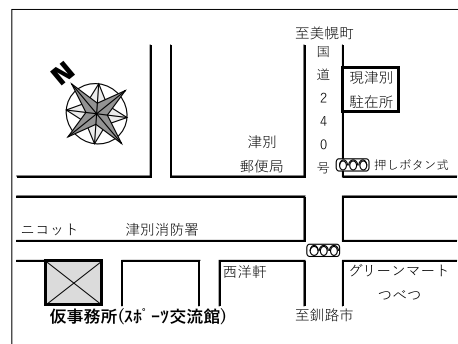 至美幌町
N
国道240号
現津別
駐在所
津別
郵便局
押しボタン式
ニコット
津別消防署
西洋軒
グリーンマート
つべつ
仮事務所(スポーツ交流館)
至釧路市